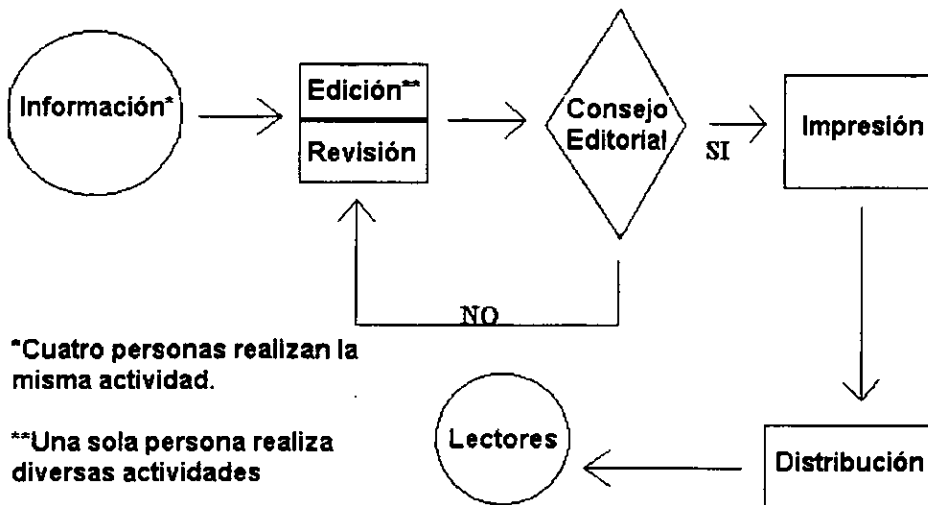 Información*
Edición**
Revisión
Consejo
Editorial
SI
Impresión
NO
*Cuatro personas realizan la
misma actividad.
**Una sola persona realiza
diversas actividades
Lectores
Distribución